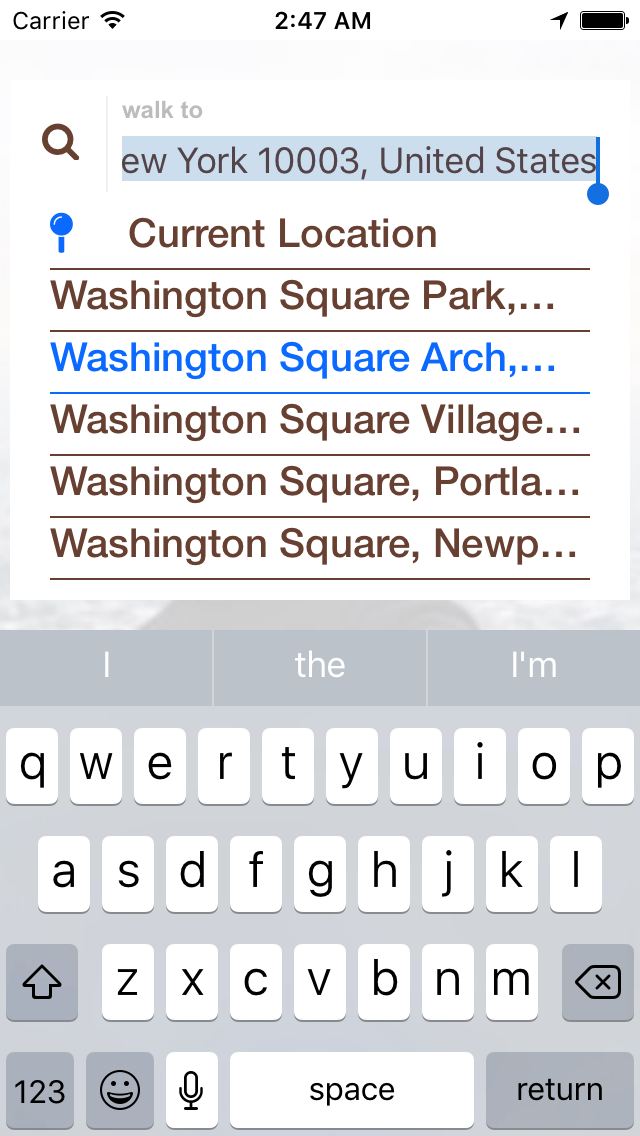 Carrier 2:47 AM
walk to
ew York 10003, United States
Current Location
Washington Square Park,...
Washington Square Arch,...
Washington Square Village...
Washington Square, Portla...
Washington Square, Newp...
I the I'm
q w e r t y u i o p
a s d f g h j k l
z x c v b n m
123 space return